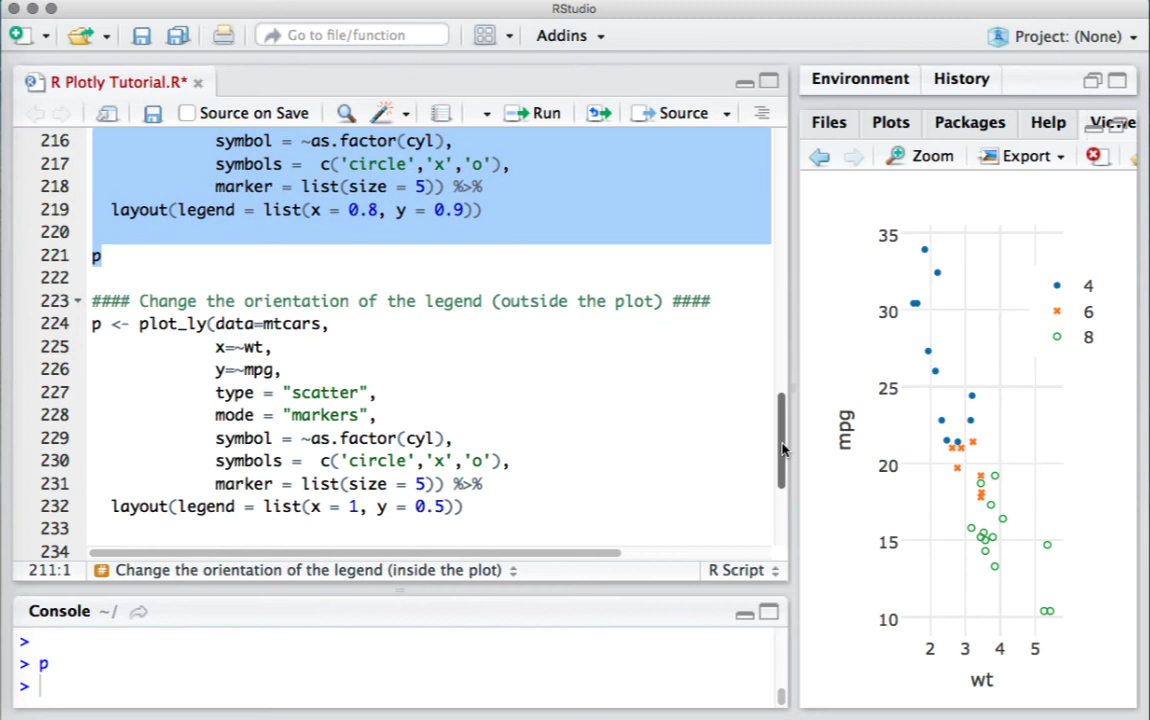 RStudio
Go to file/function
Addins
Project: (None)
R Plotly Tutorial.R*
Source on Save
Run
Source
216 symbol = ~as.factor(cyl),
217 symbols =  c('circle','x','o'),
218 marker = list(size = 5)) %>%
219 layout(legend = list(x = 0.8, y = 0.9))
220
221 p
222
223 #### Change the orientation of the legend (outside the plot) ####
224 p <- plot_ly(data=mtcars,
225 x=~wt,
226 y=~mpg,
227 type = "scatter",
228 mode = "markers",
229 symbol = ~as.factor(cyl),
230 symbols =  c('circle','x','o'),
231 marker = list(size = 5)) %>%
232 layout(legend = list(x = 1, y = 0.5))
233
234
211:1 Change the orientation of the legend (inside the plot) R Script
Console ~/
>
> p
>
Environment History
Files Plots Packages Help
Zoom Export
35
30
25
20
15
10
mpg
4
6
8
2 3 4 5
wt